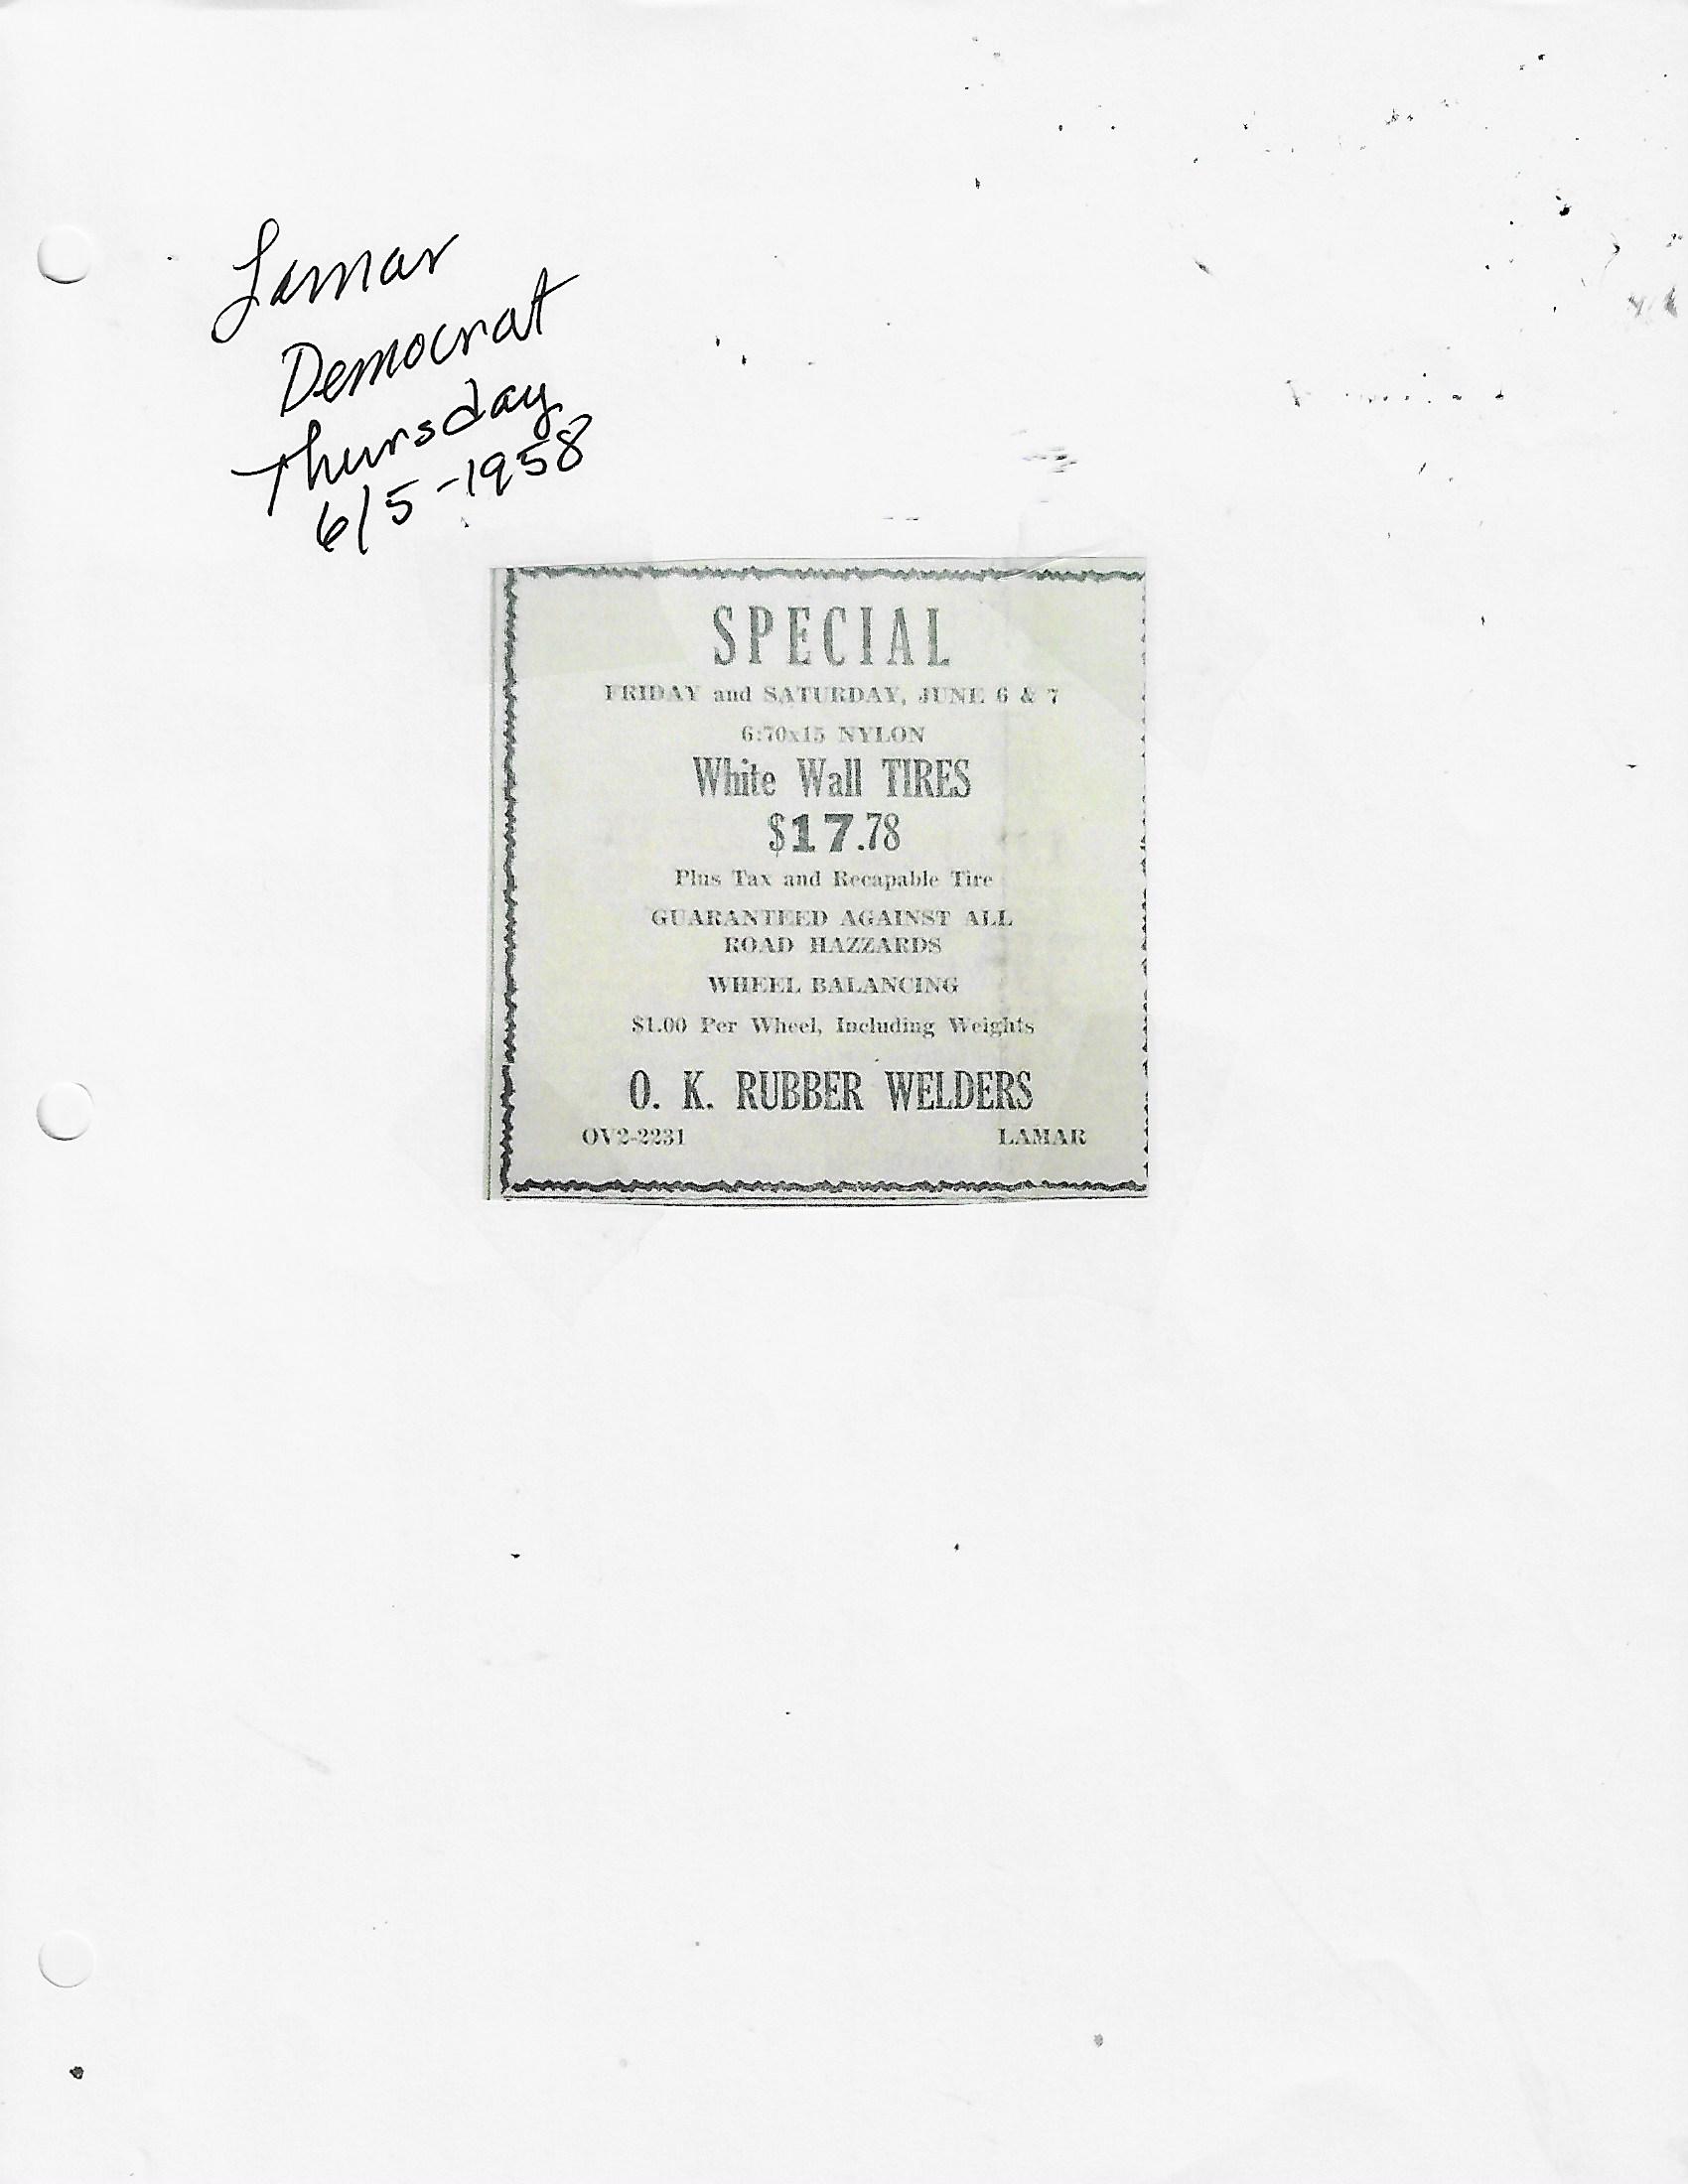 Lamar
Democrat
Thursday
6/5-1958
SPECIAL
FRIDAY and SATURDAY, JUNE 6 & 7
6:70x15 NYLON
White Wall TIRES
$17.78
Plus Tax and Recapable Tire
GUARANTEED AGAINST ALL
ROAD HAZZARDS
WHEEL BALANCING
$1.00 Per Wheel, Including Weights
O. K. RUBBER WELDERS
OV2-2231 LAMAR